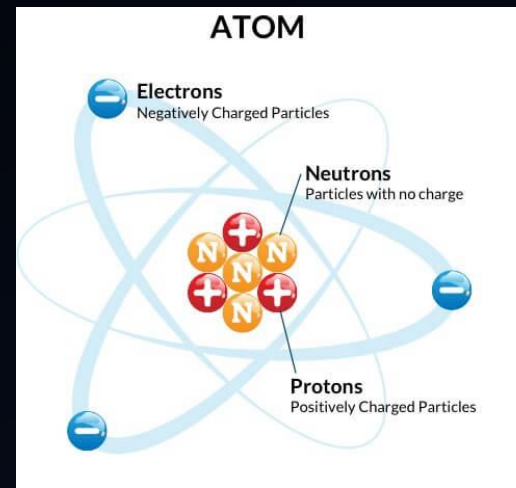 ATOM
Electrons
Negatively Charged Particles
Neutrons
Particles with no charge
+
N
N
N
+
+
N
Protons
Positively Charged Particles